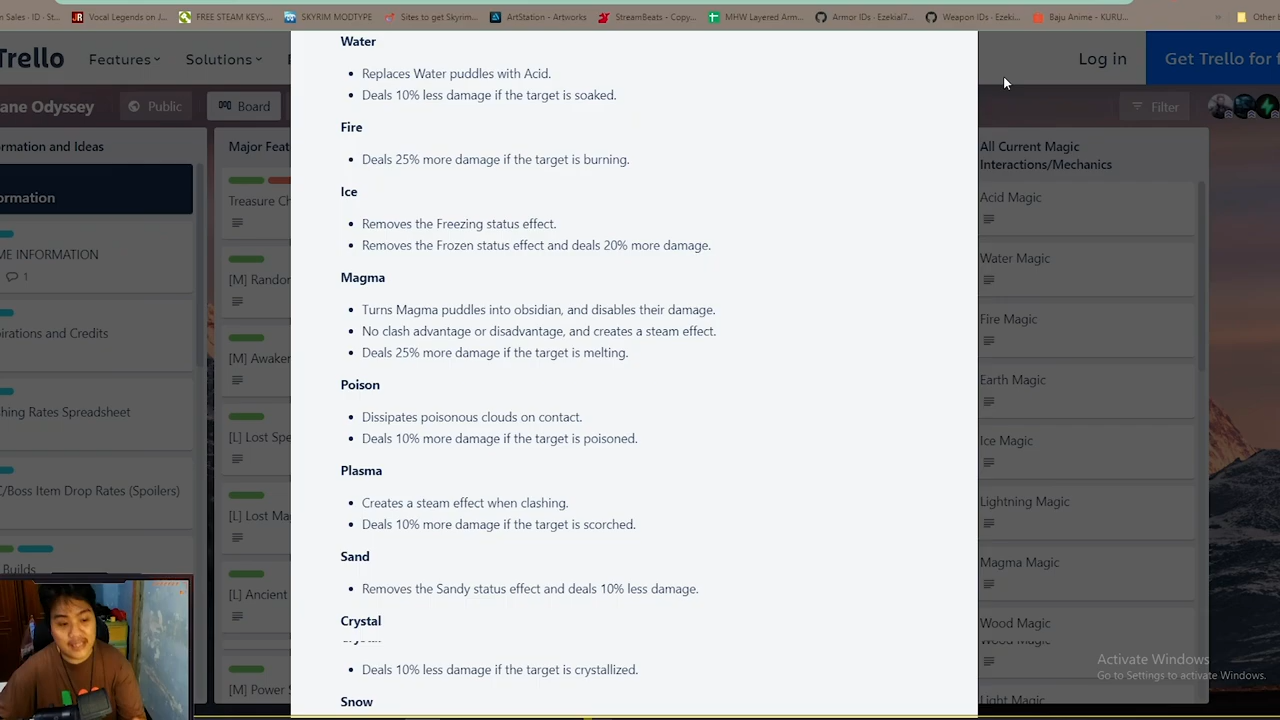 n Sales - ID - St...
Vocal Legends on J...
FREE STEAM KEYS,...
SKYRIM MODTYPE
Sites to get Skyrim...
ArtStation - Artworks
StreamBeats - Copy...
MHW Layered Arm...
Armor IDs - Ezekial7...
Weapon IDs - Ezeki...
Baju Anime - KURU...
»
Other b
Trello
Features
Solutions
Log in
Get Trello for f
ane Odyssey
Public
Board
Filter
ormation and Ideas
ormation
ME INFORMATION
1
pirations and Credits
hing Rates Spreadsheet
C/Boss Item Drop Rates (Spoilers)
Builds
Major Feat
Treasure Ch
[M] Randor
[M] Awaker
[L] Lost Spe
[L] Lost Ma
[L] Ancient
[M] Power S
Water
• Replaces Water puddles with Acid.
• Deals 10% less damage if the target is soaked.
Fire
• Deals 25% more damage if the target is burning.
Ice
• Removes the Freezing status effect.
• Removes the Frozen status effect and deals 20% more damage.
Magma
• Turns Magma puddles into obsidian, and disables their damage.
• No clash advantage or disadvantage, and creates a steam effect.
• Deals 25% more damage if the target is melting.
Poison
• Dissipates poisonous clouds on contact.
• Deals 10% more damage if the target is poisoned.
Plasma
• Creates a steam effect when clashing.
• Deals 10% more damage if the target is scorched.
Sand
• Removes the Sandy status effect and deals 10% less damage.
Crystal
• Deals 10% less damage if the target is crystallized.
Snow
All Current Magic
Interactions/Mechanics
Acid Magic
Water Magic
Fire Magic
Earth Magic
Ice Magic
Lightning Magic
Magma Magic
Wood Magic
Light Magic
Activate Windows
Go to Settings to activate Windows.